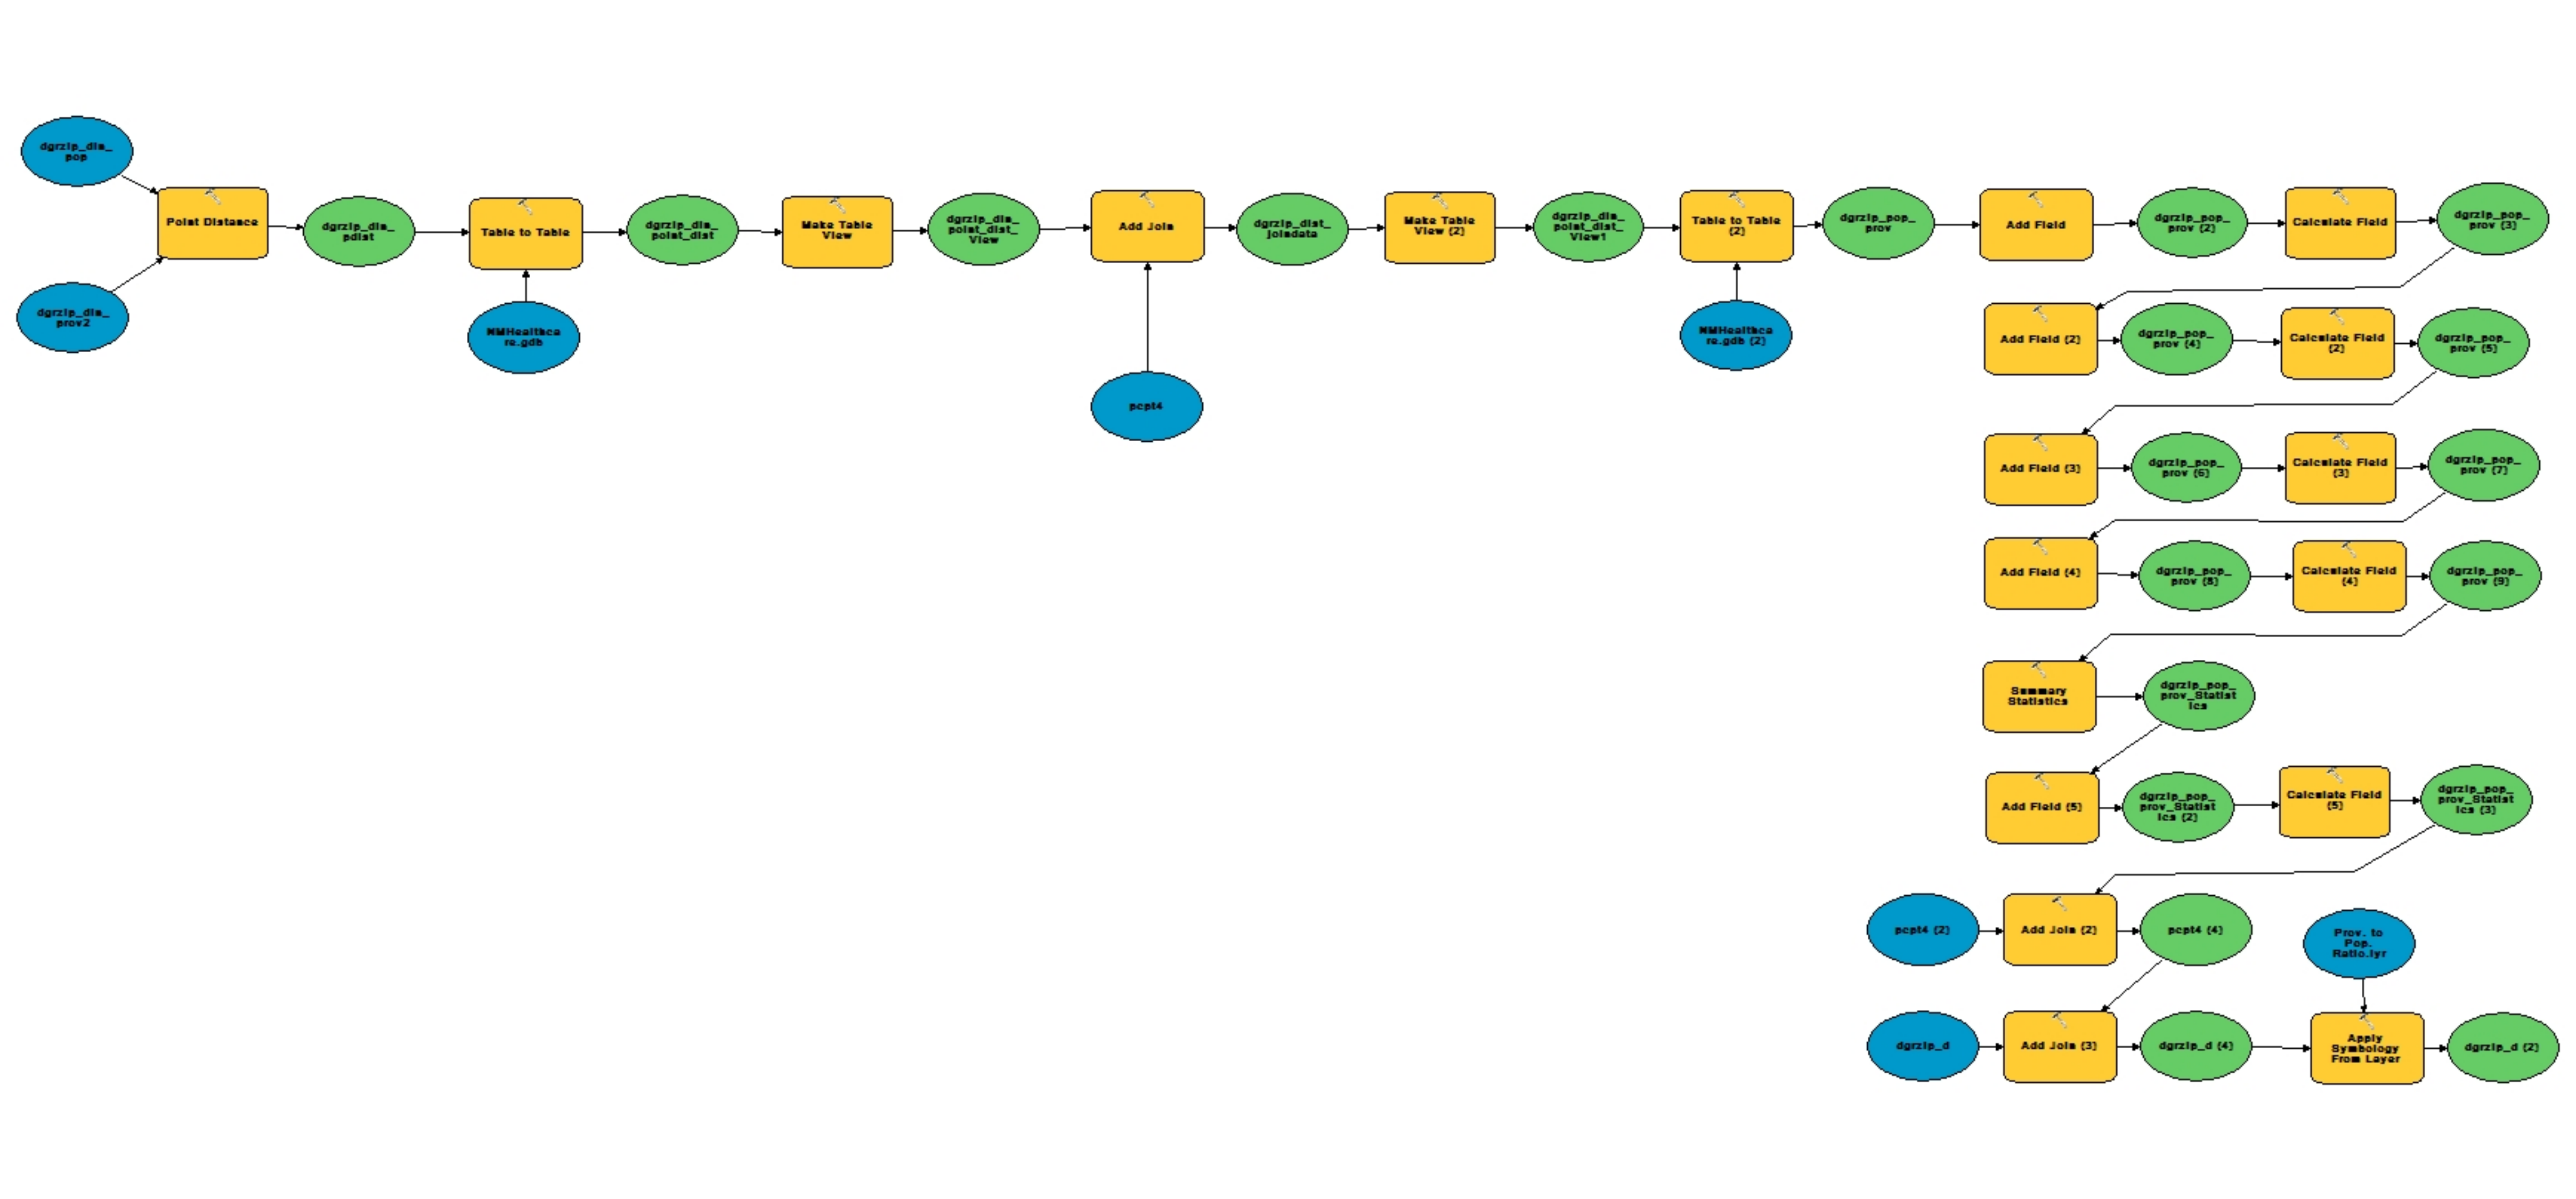 dgrzip_dis_
pop
Point Distance
dgrzip_dis_
prov2
dgrzip_dis_
pdist
Table to Table
NMHealthca
re.gdb
dgrzip_dis_
point_dist
Make Table
View
dgrzip_dis_
point_dist_
View
Add Join
pcpt4
dgrzip_dist_
joindata
Make Table
View (2)
dgrzip_dis_
point_dist_
View1
Table to Table
(2)
NMHealthca
re.gdb (2)
dgrzip_pop_
prov
Add Field
dgrzip_pop_
prov (2)
Calculate Field
dgrzip_pop_
prov (3)
Add Field (2)
dgrzip_pop_
prov (4)
Calculate Field
(2)
dgrzip_pop_
prov (5)
Add Field (3)
dgrzip_pop_
prov (6)
Calculate Field
(3)
dgrzip_pop_
prov (7)
Add Field (4)
dgrzip_pop_
prov (8)
Calculate Field
(4)
dgrzip_pop_
prov (9)
Summary
Statistics
dgrzip_pop_
prov_Statist
ics
Add Field (5)
dgrzip_pop_
prov_Statist
ics (2)
Calculate Field
(5)
dgrzip_pop_
prov_Statist
ics (3)
pcpt4 (2)
Add Join (2)
pcpt4 (4)
Prov. to
Pop.
Ratio.lyr
dgrzip_d
Add Join (3)
dgrzip_d (4)
Apply
Symbology
From Layer
dgrzip_d (2)